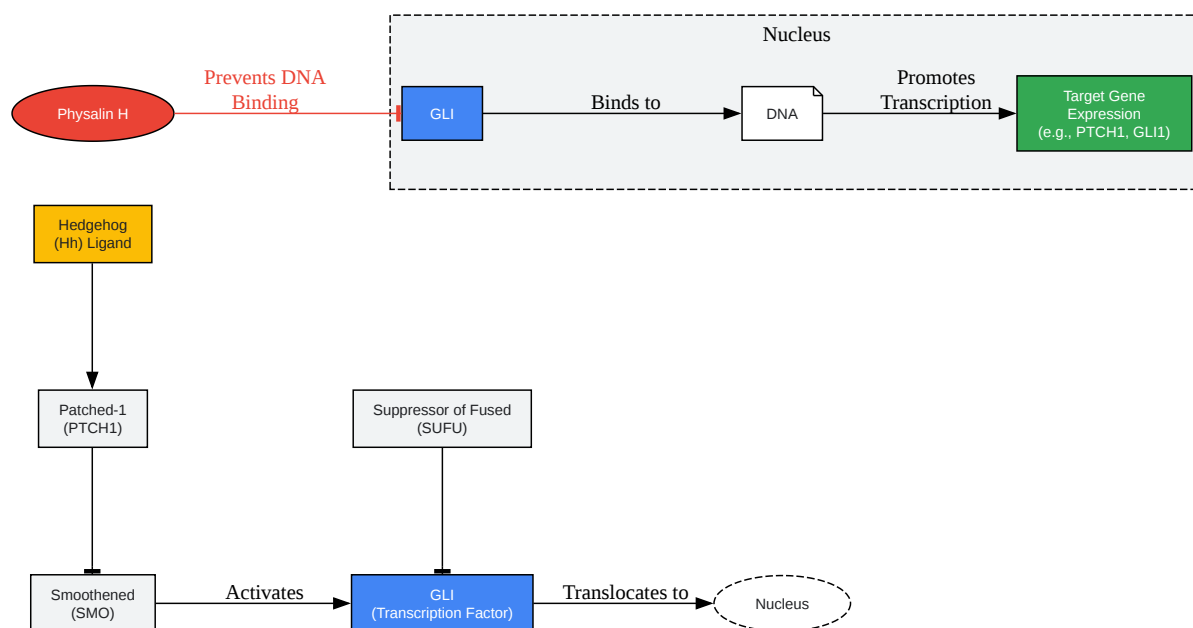 Nucleus
Prevents DNA
Binding
Promotes
Transcription
Physalin H
GLI
Binds to
DNA
Target Gene
Expression
(e.g., PTCH1, GLI1)
Hedgehog
(Hh) Ligand
Patched-1
(PTCH1)
Suppressor of Fused
(SUFU)
Smoothened
(SMO)
Activates
GLI
(Transcription Factor)
Translocates to
Nucleus